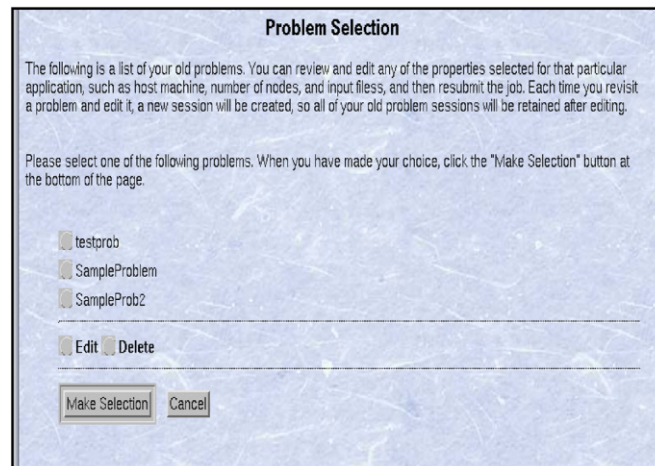 Problem Selection
The following is a list of your old problems. You can review and edit any of the properties selected for that particular
application, such as host machine, number of nodes, and input filess, and then resubmit the job. Each time you revisit
a problem and edit it, a new session will be created, so all of your old problem sessions will be retained after editing.
Please select one of the following problems. When you have made your choice, click the "Make Selection" button at
the bottom of the page.
testprob
SampleProblem
SampleProb2
Edit Delete
Make Selection Cancel